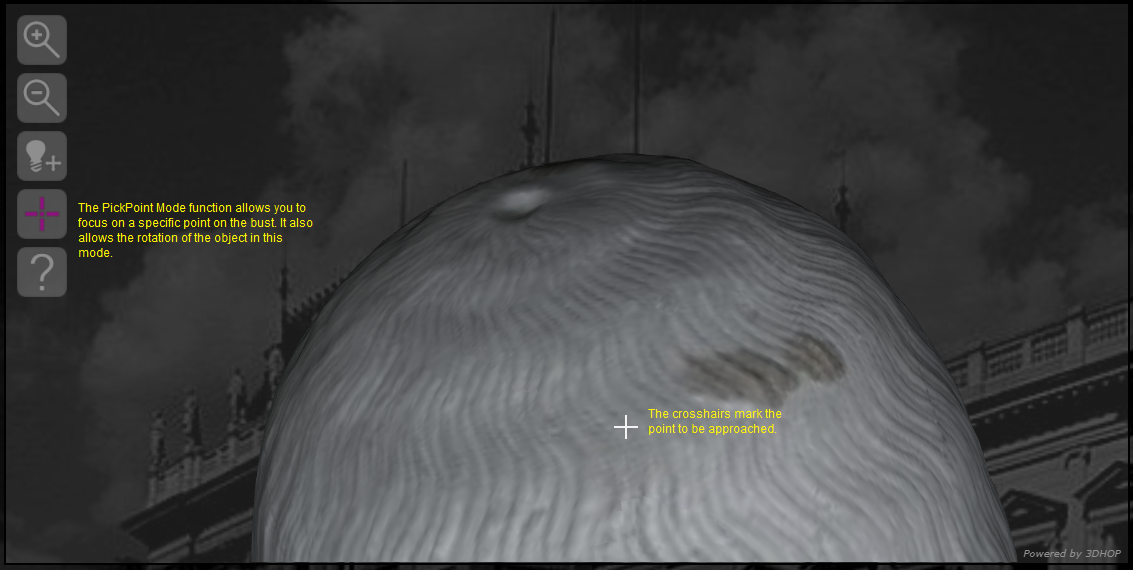 The PickPoint Mode function allows you to
focus on a specific point on the bust. It also
allows the rotation of the object in this
mode.
The crosshairs mark the
point to be approached.
Powered by 3DHOP